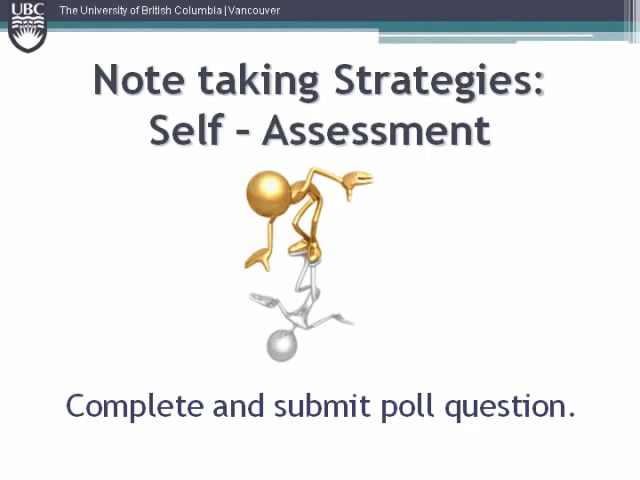 UBC
The University of British Columbia | Vancouver
Note taking Strategies:
Self – Assessment
Complete and submit poll question.